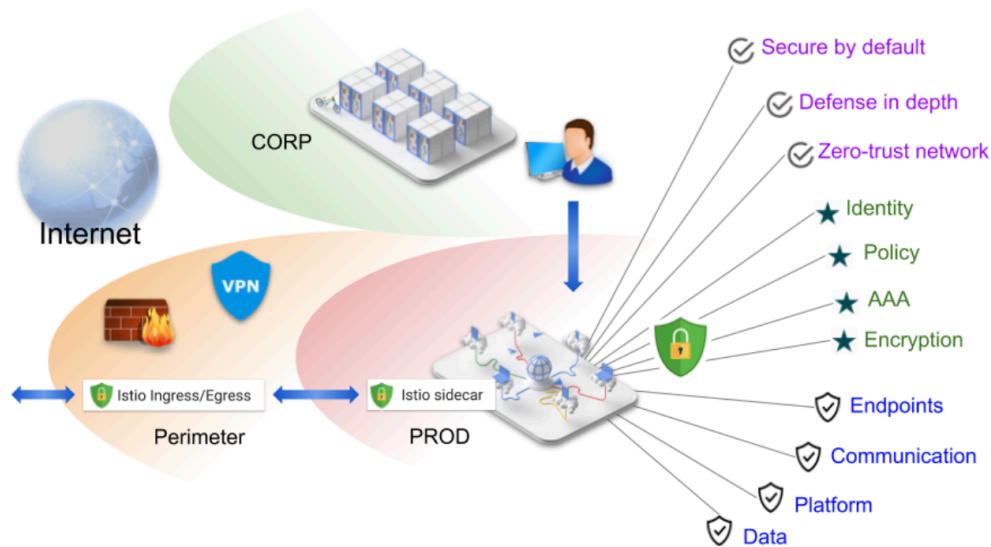 Secure by default
Defense in depth
CORP
Zero-trust network
Internet
Identity
VPN
Policy
AAA
Encryption
Istio Ingress/Egress
Istio sidecar
Endpoints
Perimeter
PROD
Communication
Platform
Data